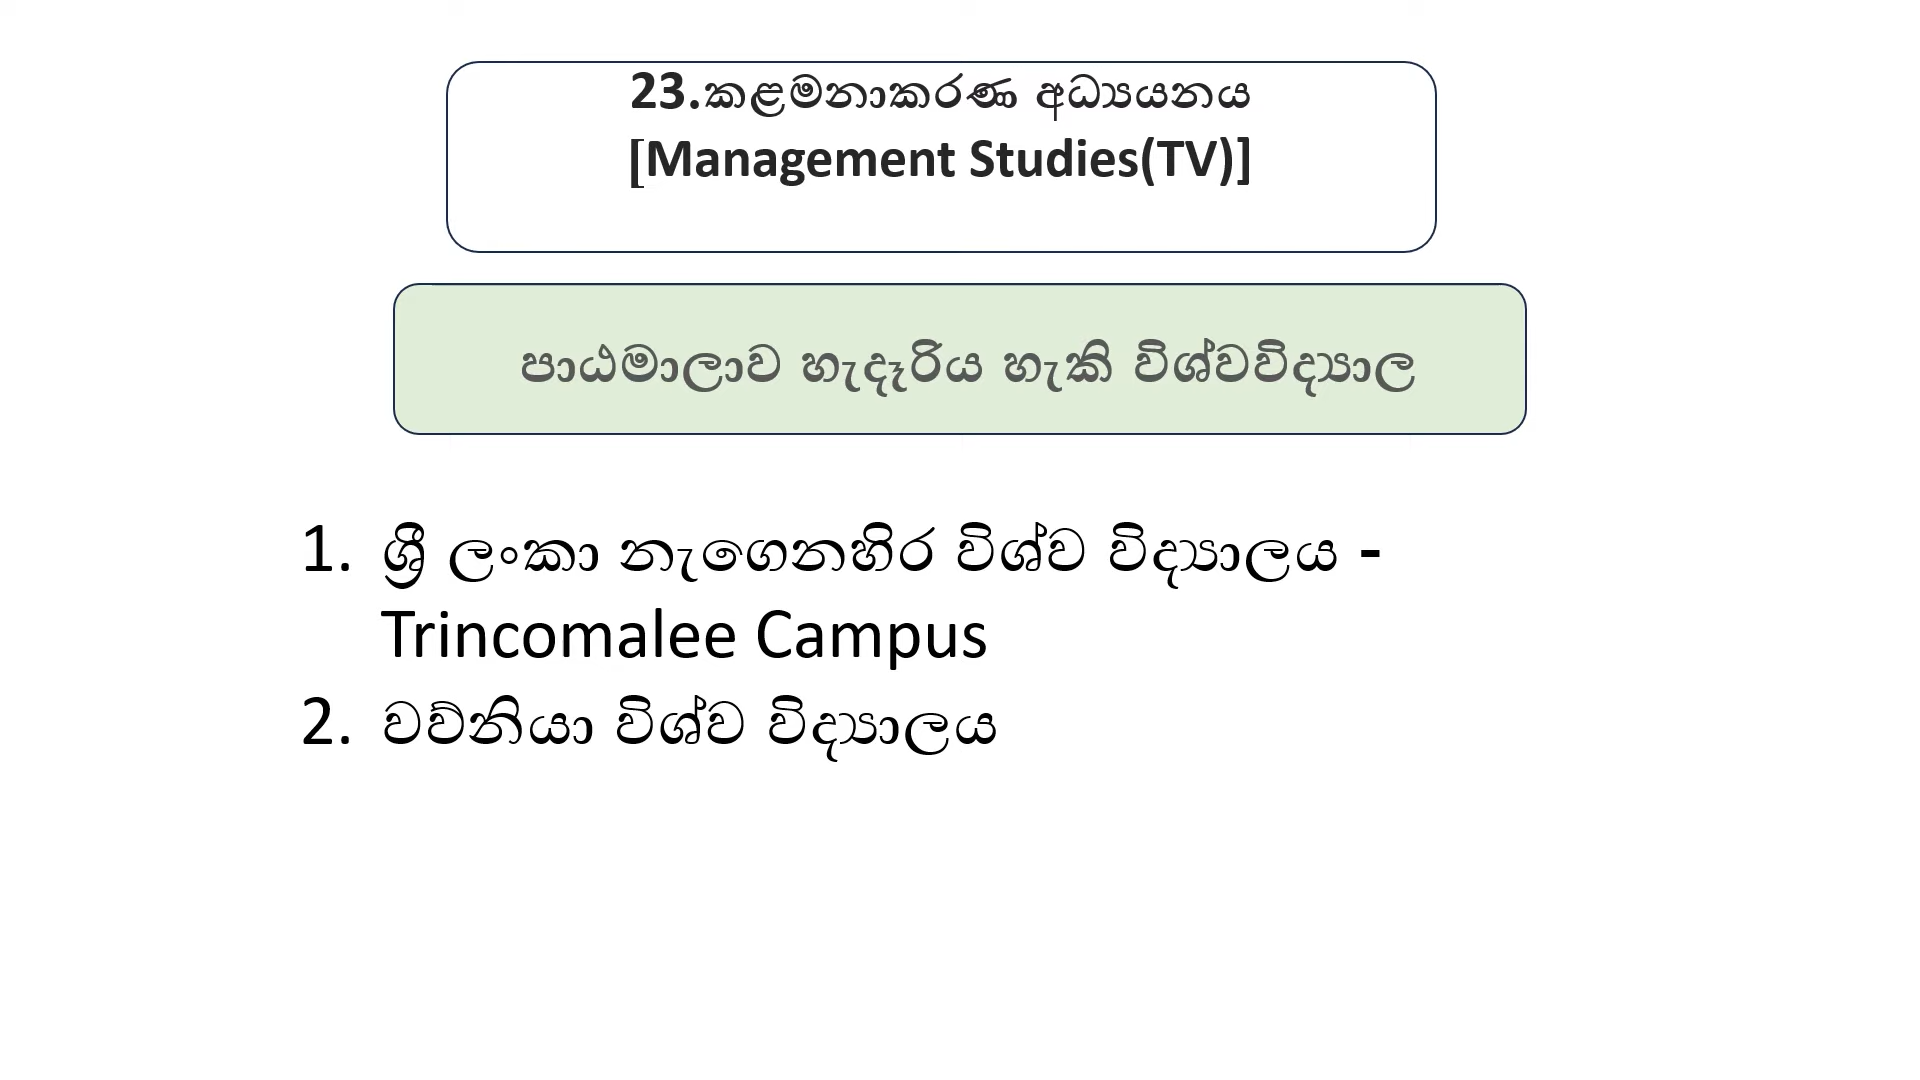 23.කළමනාකරණ අධ්‍යයනය
[Management Studies(TV)]
පාඨමාලාව හැදෑරිය හැකි විශ්වවිද්‍යාල
1. ශ්‍රී ලංකා නැගෙනහිර විශ්ව විද්‍යාලය -
Trincomalee Campus
2. වව්නියා විශ්ව විද්‍යාලය